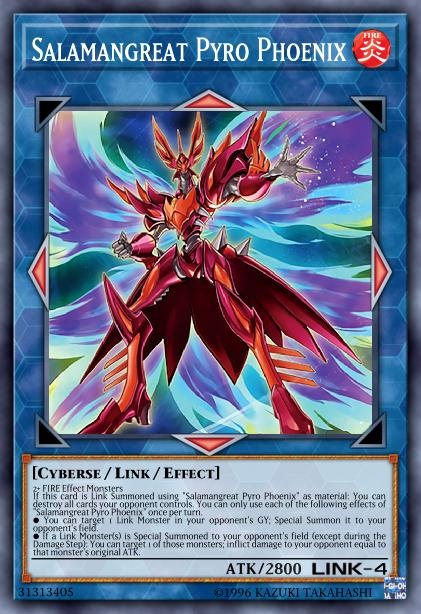 SALAMANGREAT PYRO PHOENIX
FIRE
炎
[CYBERSE / LINK / EFFECT]
2+ FIRE Effect Monsters
If this card is Link Summoned using "Salamangreat Pyro Phoenix" as material: You can
destroy all cards your opponent controls. You can only use each of the following effects of
"Salamangreat Pyro Phoenix" once per turn.
● You can target 1 Link Monster in your opponent's GY; Special Summon it to your
opponent's field.
● If a Link Monster(s) is Special Summoned to your opponent's field (except during the
Damage Step): You can target 1 of those monsters; inflict damage to your opponent equal to
that monster's original ATK.
ATK/2800 LINK-4
31313405 ©1996 KAZUKI TAKAHASHI